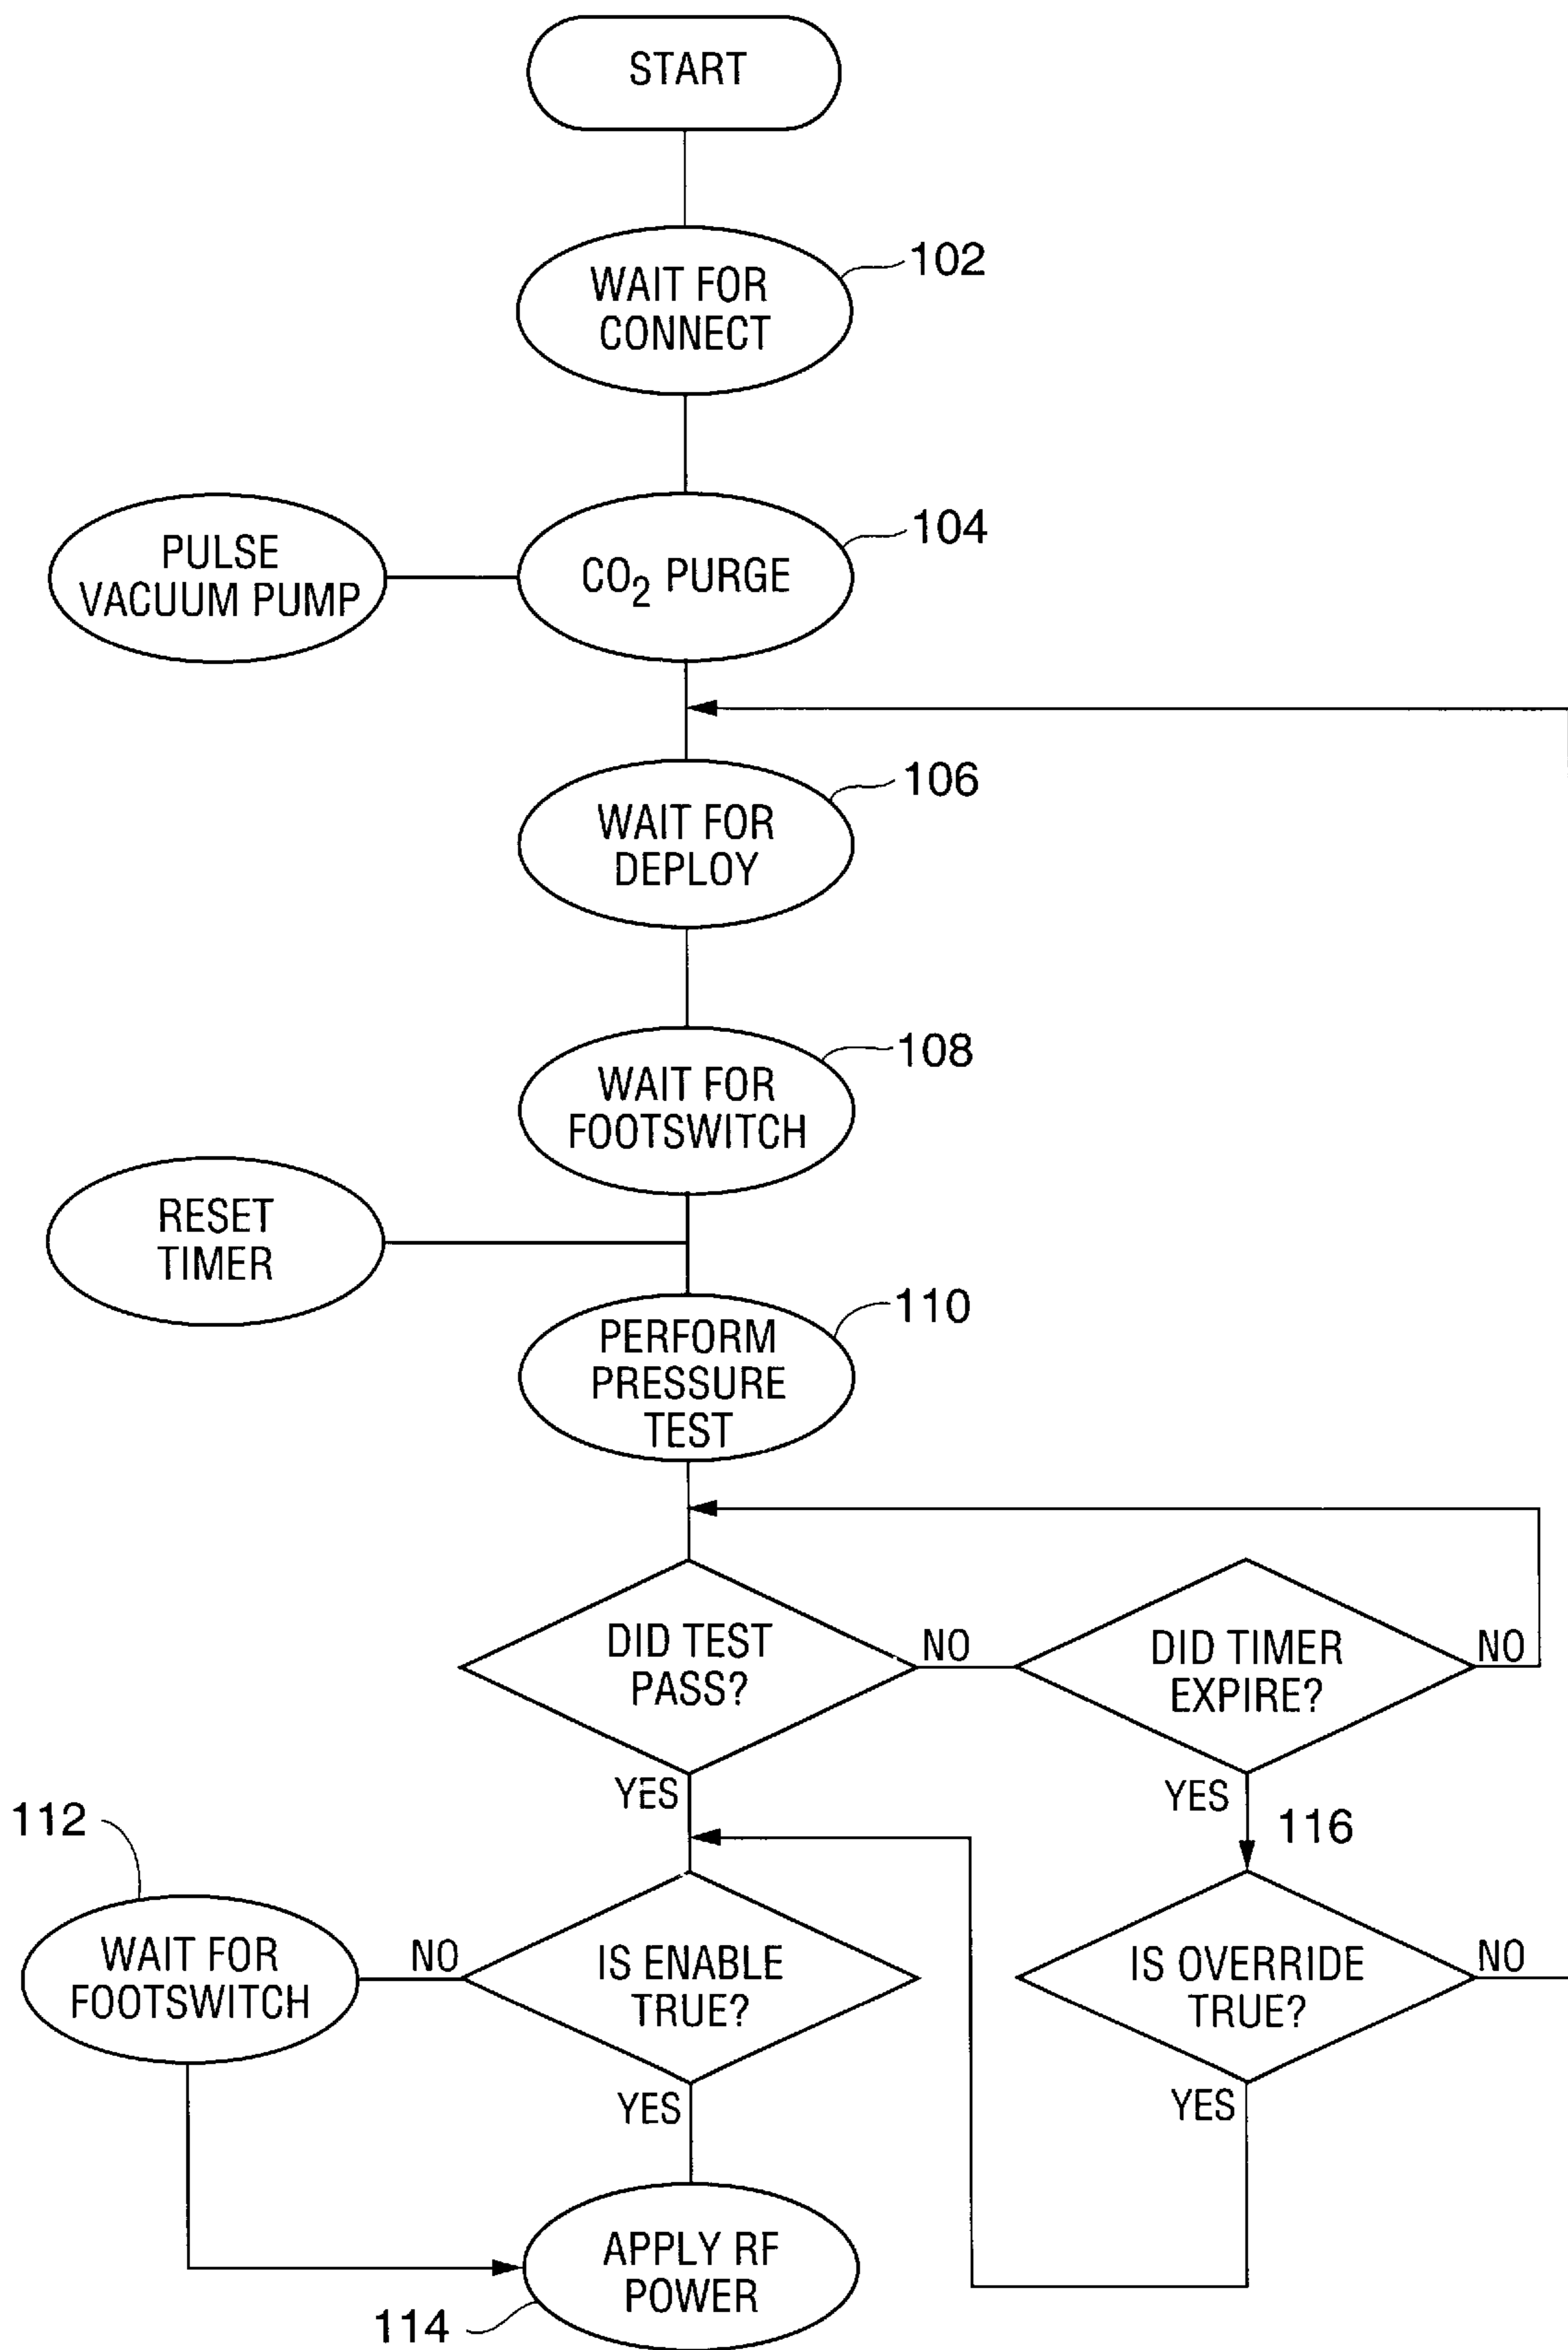 START
WAIT FOR
CONNECT
102
PULSE
VACUUM PUMP
CO₂ PURGE
104
WAIT FOR
DEPLOY
106
WAIT FOR
FOOTSWITCH
108
RESET
TIMER
PERFORM
PRESSURE
TEST
110
DID TEST
PASS?
NO
DID TIMER
EXPIRE?
NO
YES
YES
116
112
WAIT FOR
FOOTSWITCH
NO
IS ENABLE
TRUE?
IS OVERRIDE
TRUE?
NO
YES
YES
APPLY RF
POWER
114